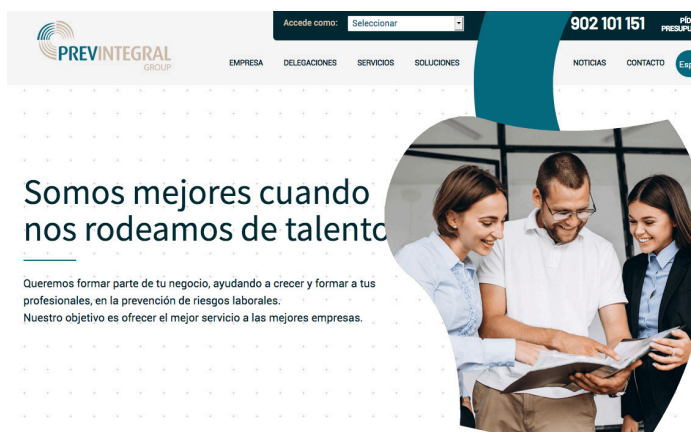 Accede como:
Seleccionar
902 101 151
PREVINTEGRAL
GROUP
EMPRESA
DELEGACIONES
SERVICIOS
SOLUCIONES
NOTICIAS
CONTACTO
Somos mejores cuando
nos rodeamos de talento
Queremos formar parte de tu negocio, ayudando a crecer y formar a tus
profesionales, en la prevención de riesgos laborales.
Nuestro objetivo es ofrecer el mejor servicio a las mejores empresas.